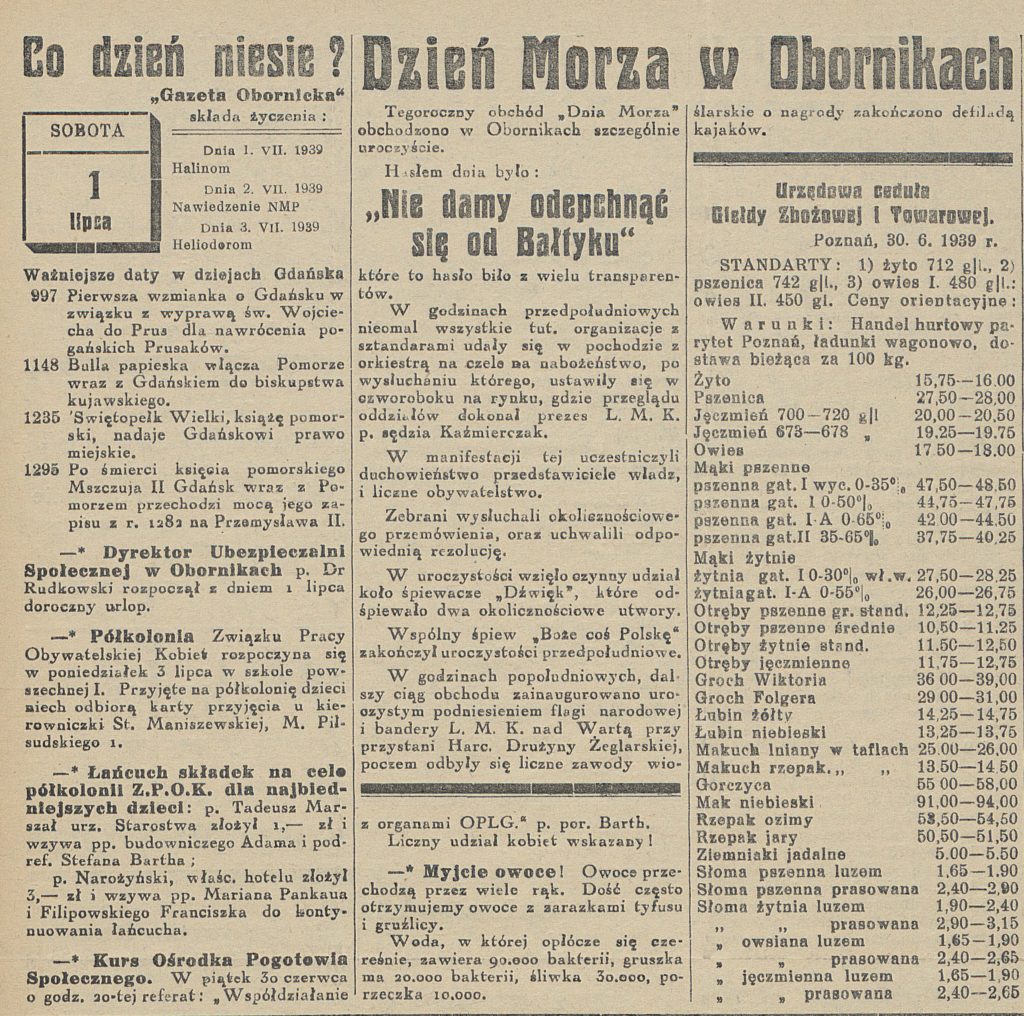 Co dzień niesie?
„Gazeta Obornicka“
składa życzenia:
SOBOTA
1
lipca
Dnia 1. VII. 1939
Halinom
Dnia 2. VII. 1939
Nawiedzenie NMP
Dnia 3. VII. 1939
Heliodorom
Ważniejsze daty w dziejach Gdańska
997 Pierwsza wzmianka o Gdańsku w
związku z wyprawą św. Wojcie-
cha do Prus dla nawrócenia po-
gańskich Prusaków.
1148 Bulla papieska włącza Pomorze
wraz z Gdańskiem do biskupstwa
kujawskiego.
1235 'Swiętopełk Wielki, książę pomor-
ski, nadaje Gdańskowi prawo
miejskie.
1295 Po śmierci księcia pomorskiego
Mszczuja II Gdańsk wraz z Po-
morzem przechodzi mocą jego za-
pisu z r. 1282 na Przemysława II.
—* Dyrektor Ubezpieczalni
Społecznej w Obornikach p. Dr
Rudkowski rozpoczął z dniem 1 lipca
doroczny urlop.
—* Półkolonia Związku Pracy
Obywatelskiej Kobiet rozpoczyna się
w poniedziałek 3 lipca w szkole pow-
szechnej I. Przyjęte na półkolonię dzieci
niech odbiorą karty przyjęcia u kie-
rowniczki St. Maniszewskiej, M. Pił-
sudskiego 1.
—* Łańcuch składek na cele
półkolonii Z.P.O.K. dla najbied-
niejszych dzieci: p. Tadeusz Mar-
szał urz. Starostwa złożył 1,— zł i
wzywa pp. budowniczego Adama i pod-
ref. Stefana Bartha;
p. Narożyński, właśc. hotelu złożył
3,— zł i wzywa pp. Mariana Pankaua
i Filipowskiego Franciszka do konty-
nuowania łańcucha.
—* Kurs Ośrodka Pogotowia
Społecznego. W piątek 30 czerwca
o godz. 20-tej referat: „Współdziałanie
Dzień Morza w Obornikach
Tegoroczny obchód „Dnia Morza”
obchodzono w Obornikach szczególnie
uroczyście.
Hasłem dnia było:
„Nie damy odepchnąć
się od Bałtyku“
które to hasło biło z wielu transparen-
tów.
W godzinach przedpołudniowych
nieomal wszystkie tut. organizacje z
sztandarami udały się w pochodzie z
orkiestrą na czele na nabożeństwo, po
wysłuchaniu którego, ustawiły się w
czworoboku na rynku, gdzie przeglądu
oddziałów dokonał prezes L. M. K.
p. sędzia Kaźmierczak.
W manifestacji tej uczestniczyli
duchowieństwo przedstawiciele władz,
i liczne obywatelstwo.
Zebrani wysłuchali okolicznościowe-
go przemówienia, oraz uchwalili odpo-
wiednią rezolucję.
W uroczystości wzięło czynny udział
koło śpiewacze „Dźwięk”, które od-
śpiewało dwa okolicznościowe utwory.
Wspólny śpiew „Boże coś Polskę“
zakończył uroczystości przedpołudniowe.
W godzinach popołudniowych, dal-
szy ciąg obchodu zainaugurowano uro-
ozystym podniesieniem flagi narodowej
i bandery L. M. K. nad Wartą przy
przystani Harc. Drużyny Żeglarskiej,
poczem odbyły się liczne zawody wio-
z organami OPLG.“ p. por. Barth.
Liczny udział kobiet wskazany!
—* Myjcie owoce! Owoce prze-
chodzą przez wiele rąk. Dość często
otrzymujemy owoce z zarazkami tyfusu
i gruźlicy.
Woda, w której opłócze się cze-
reśnie, zawiera 90.000 bakterii, gruszka
ma 20.000 bakterii, śliwka 30.000, po-
rzeczka 10.000.
ślarskie o nagrody zakończono defiladą
kajaków.
Urzędowa ceduła
Giełdy Zbożowej i Towarowej.
Poznań, 30. 6. 1939 r.
STANDARTY: 1) żyto 712 g|l., 2)
pszenica 742 g|l., 3) owies I. 480 g|l.:
owies II. 450 gl. Ceny orientacyjne:
Warunki: Handel hurtowy pa-
rytet Poznań, ładunki wagonowo, do-
stawa bieżąca za 100 kg.
Żyto 15,75—16.00
Pszenica 27,50—28,00
Jęczmień 700—720 g|l 20,00—20,50
Jęczmień 673—678 „ 19.25—19.75
Owies 17 50—18.00
Mąki pszenne
pszenna gat. I wyc. 0-35% 47,50—48,50
pszenna gat. I 0-50% 44,75—47,75
pszenna gat. I-A 0-65% 42 00—44.50
pszenna gat.II 35-65% 37,75—40,25
Mąki żytnie
żytnia gat. I 0-30% wł.w. 27,50—28,25
żytniagat. I-A 0-55% 26,00—26,75
Otręby pszenne gr. stand. 12,25—12,75
Otręby pszenne średnie 10,50—11.25
Otręby żytnie stand. 11.50—12,50
Otręby jęczmienne 11,75—12,75
Groch Wiktoria 36 00—39,00
Groch Folgera 29 00—31,00
Łubin żółty 14,25—14,75
Łubin niebieski 13,25—13,75
Makuch lniany w taflach 25.00—26,00
Makuch rzepak. „ „ 13.50—14.50
Gorczyca 55 00—58,00
Mak niebieski 91,00—94,00
Rzepak ozimy 53,50—54,50
Rzepak jary 50,50—51,50
Ziemniaki jadalne 5.00—5.50
Słoma pszenna luzem 1,65—1.90
Słoma pszenna prasowana 2,40—2,90
Słoma żytnia luzem 1,90—2,40
„ „ prasowana 2,90—3,15
„ owsiana luzem 1,65—1,90
„ „ prasowana 2,40—2,65
„ jęczmienna luzem 1,65—1,90
„ „ prasowana 2,40—2,65